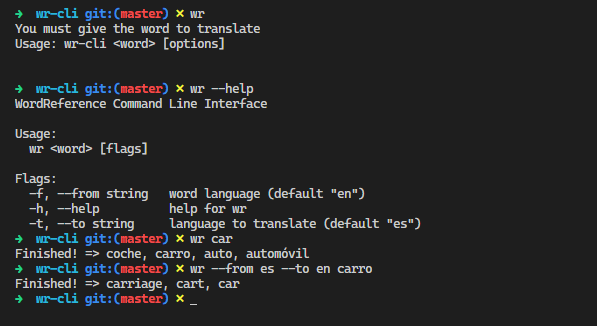 ➜  wr-cli git:(master) ✗ wr
You must give the word to translate
Usage: wr-cli <word> [options]
➜  wr-cli git:(master) ✗ wr --help
WordReference Command Line Interface
Usage:
  wr <word> [flags]
Flags:
  -f, --from string   word language (default "en")
  -h, --help          help for wr
  -t, --to string     language to translate (default "es")
➜  wr-cli git:(master) ✗ wr car
Finished! => coche, carro, auto, automóvil
➜  wr-cli git:(master) ✗ wr --from es --to en carro
Finished! => carriage, cart, car
➜  wr-cli git:(master) ✗ _